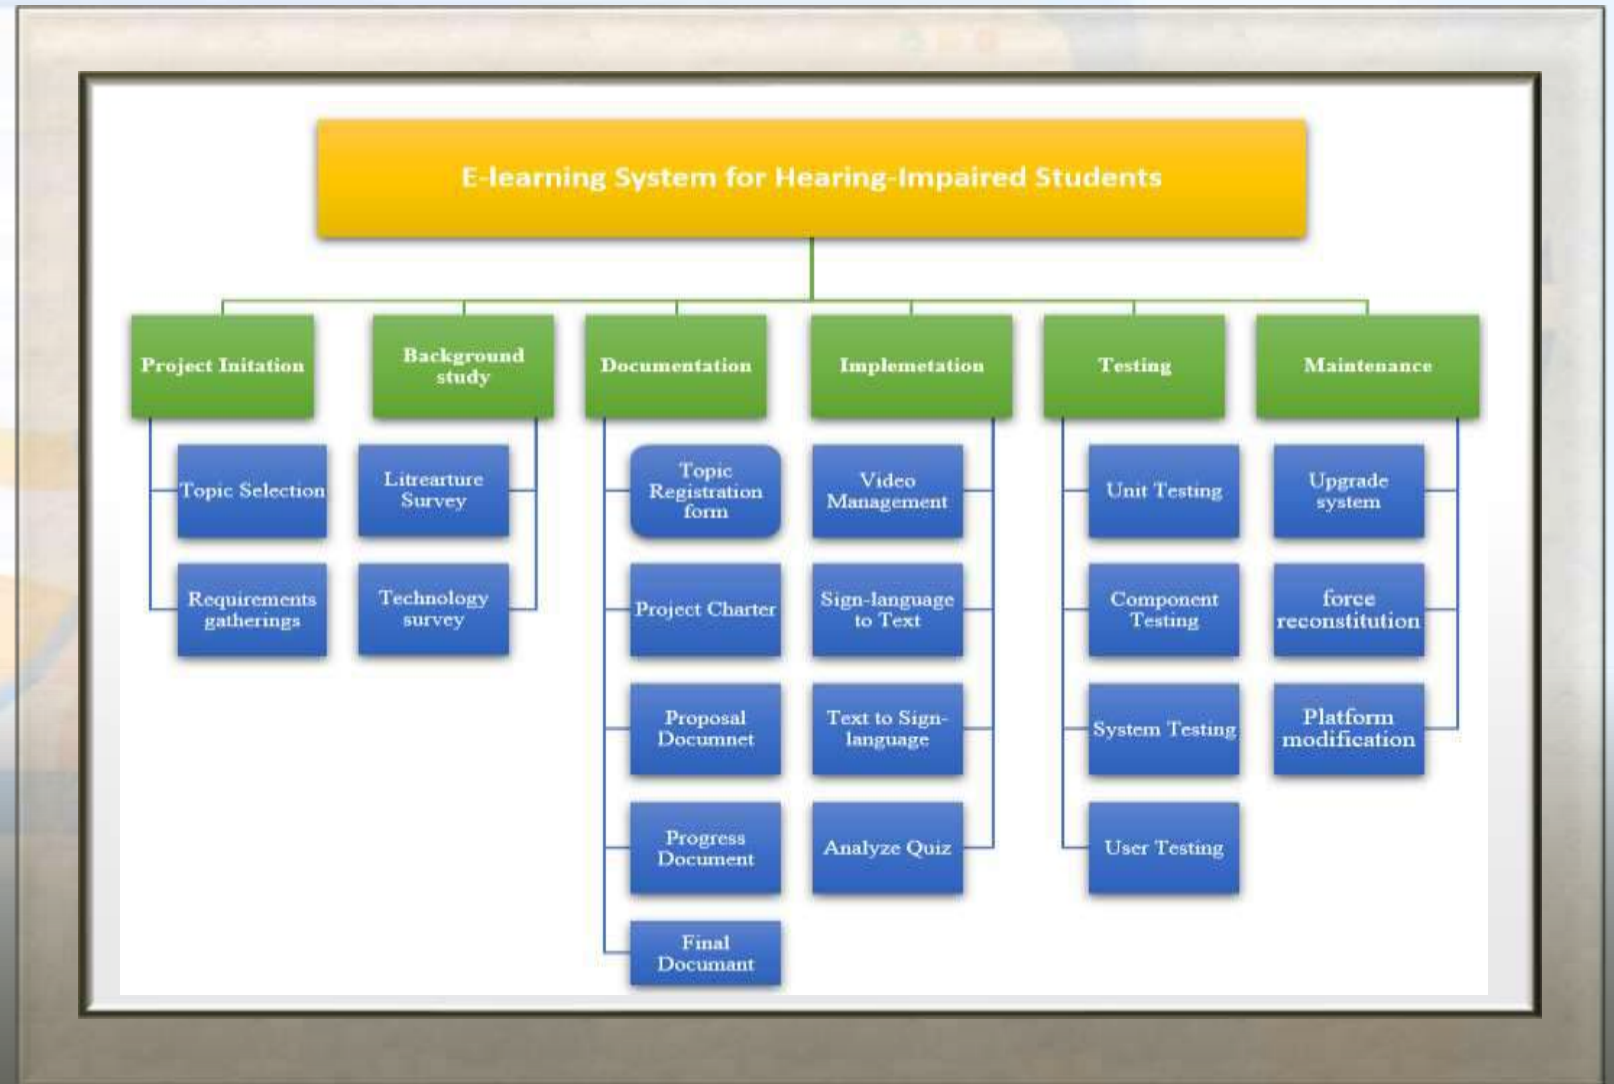 E-learning System for Hearing-Impaired Students
Project Initation
Background
study
Documentation
Implemetation
Testing
Maintenance
Topic Selection
Requirements
gatherings
Litrearture
Survey
Technology
survey
Topic
Registration
form
Project Charter
Proposal
Documnet
Progress
Document
Final
Documant
Video
Management
Sign-language
to Text
Text to Sign-
language
Analyze Quiz
Unit Testing
Component
Testing
System Testing
User Testing
Upgrade
system
force
reconstitution
Platform
modification